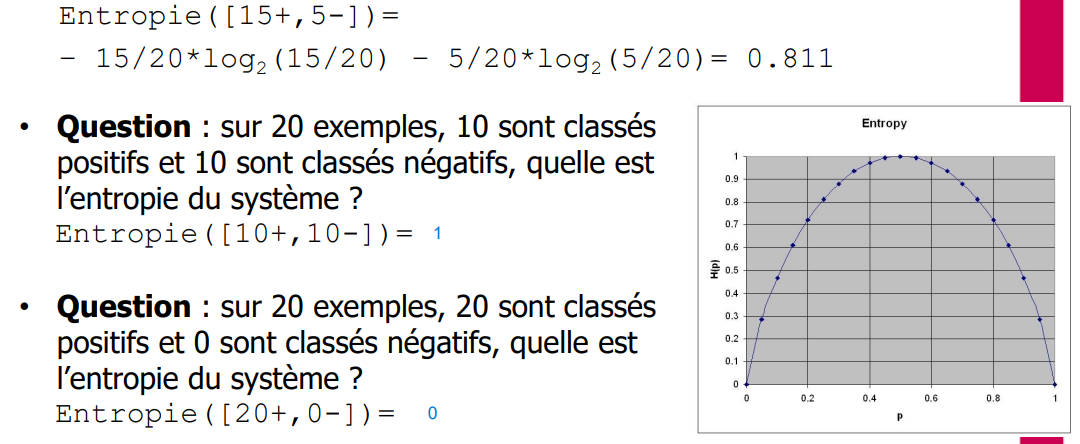 Entropie([15+,5-])=
- 15/20*log₂(15/20) - 5/20*log₂(5/20)= 0.811
• Question : sur 20 exemples, 10 sont classés
positifs et 10 sont classés négatifs, quelle est
l’entropie du système ?
Entropie([10+,10-])= 1
• Question : sur 20 exemples, 20 sont classés
positifs et 0 sont classés négatifs, quelle est
l’entropie du système ?
Entropie([20+,0-])= 0
Entropy
H(p)
1
0.9
0.8
0.7
0.6
0.5
0.4
0.3
0.2
0.1
0
0 0.2 0.4 0.6 0.8 1
p